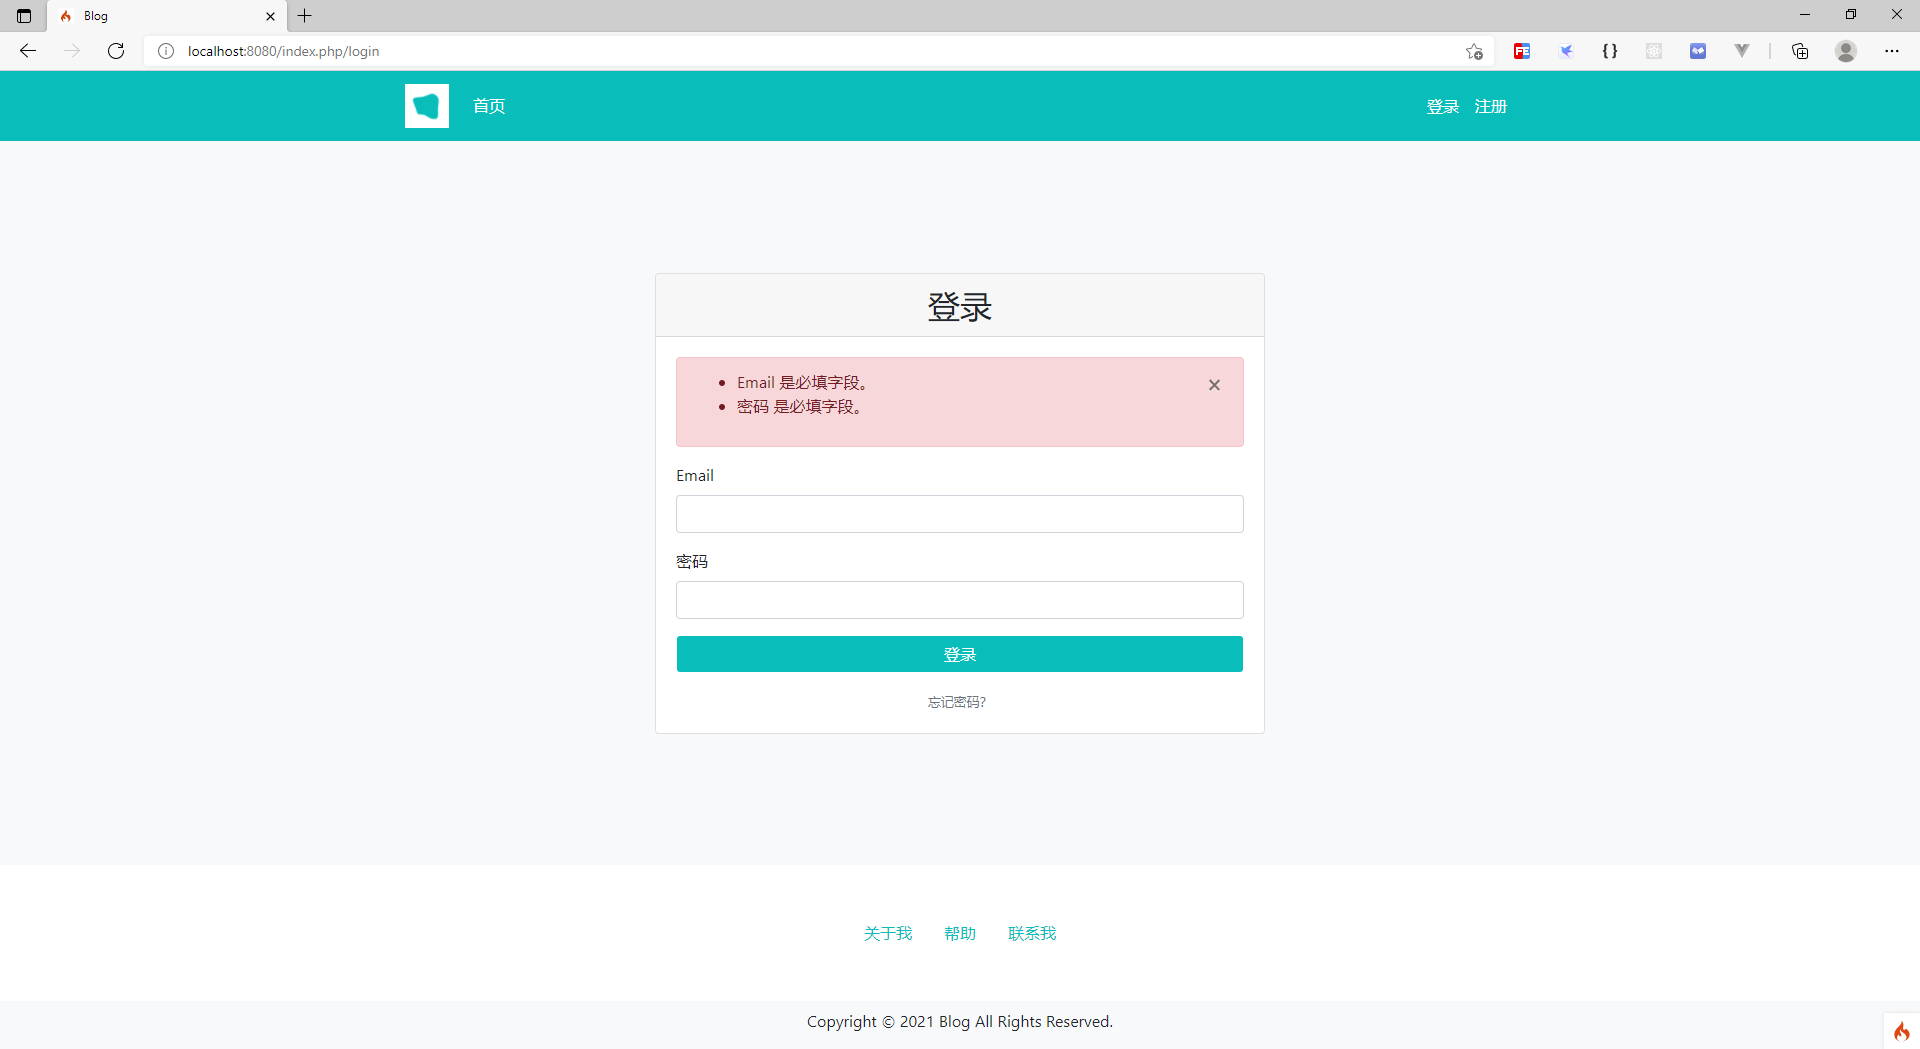 Blog
localhost:8080/index.php/login
首页
登录 注册
登录
Email 是必填字段。
密码 是必填字段。
Email
密码
登录
忘记密码?
关于我 帮助 联系我
Copyright © 2021 Blog All Rights Reserved.